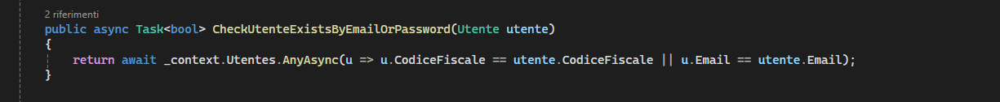 2 riferimenti
public async Task<bool> CheckUtenteExistsByEmailOrPassword(Utente utente)
{
return await _context.Utentes.AnyAsync(u => u.CodiceFiscale == utente.CodiceFiscale || u.Email == utente.Email);
}